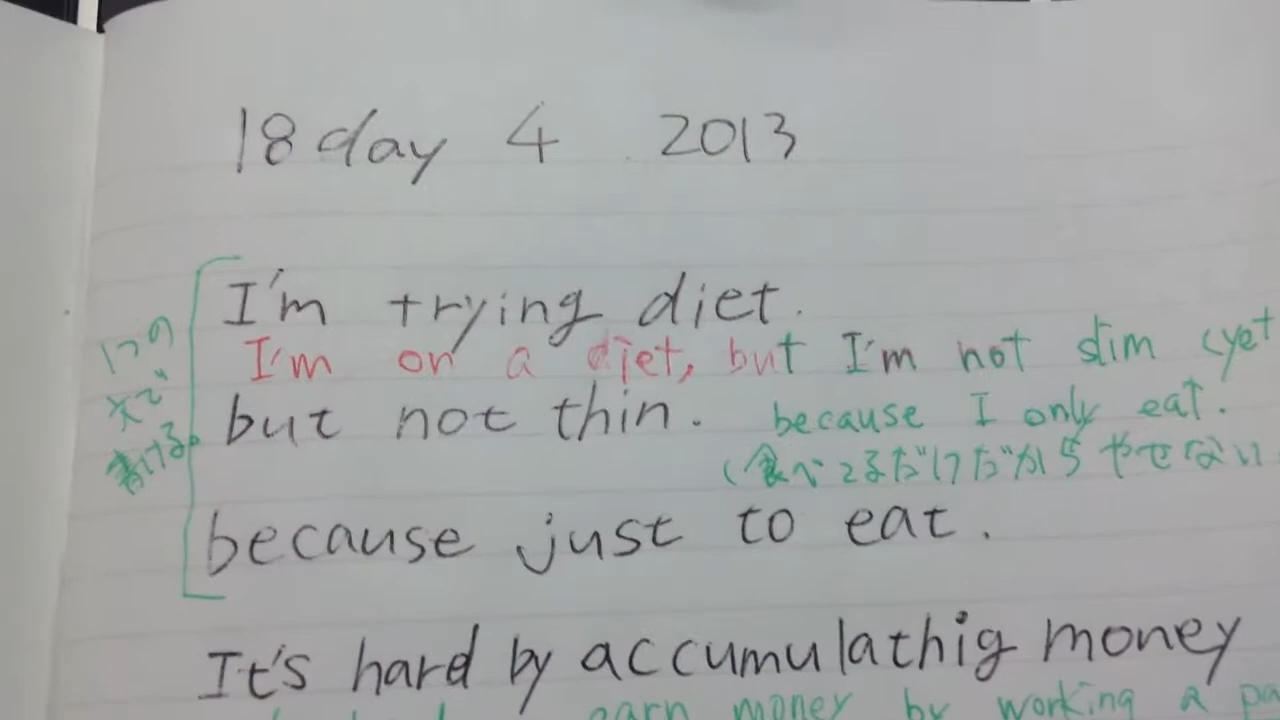 18 day 4 2013
I'm trying diet.
I'm on a diet, but I'm not slim (yet
1つの
文で
書ける。
but not thin. because I only eat.
(食べてるだけだからやせない
because just to eat.
It's hard by accumulathig money
earn money by working a pa